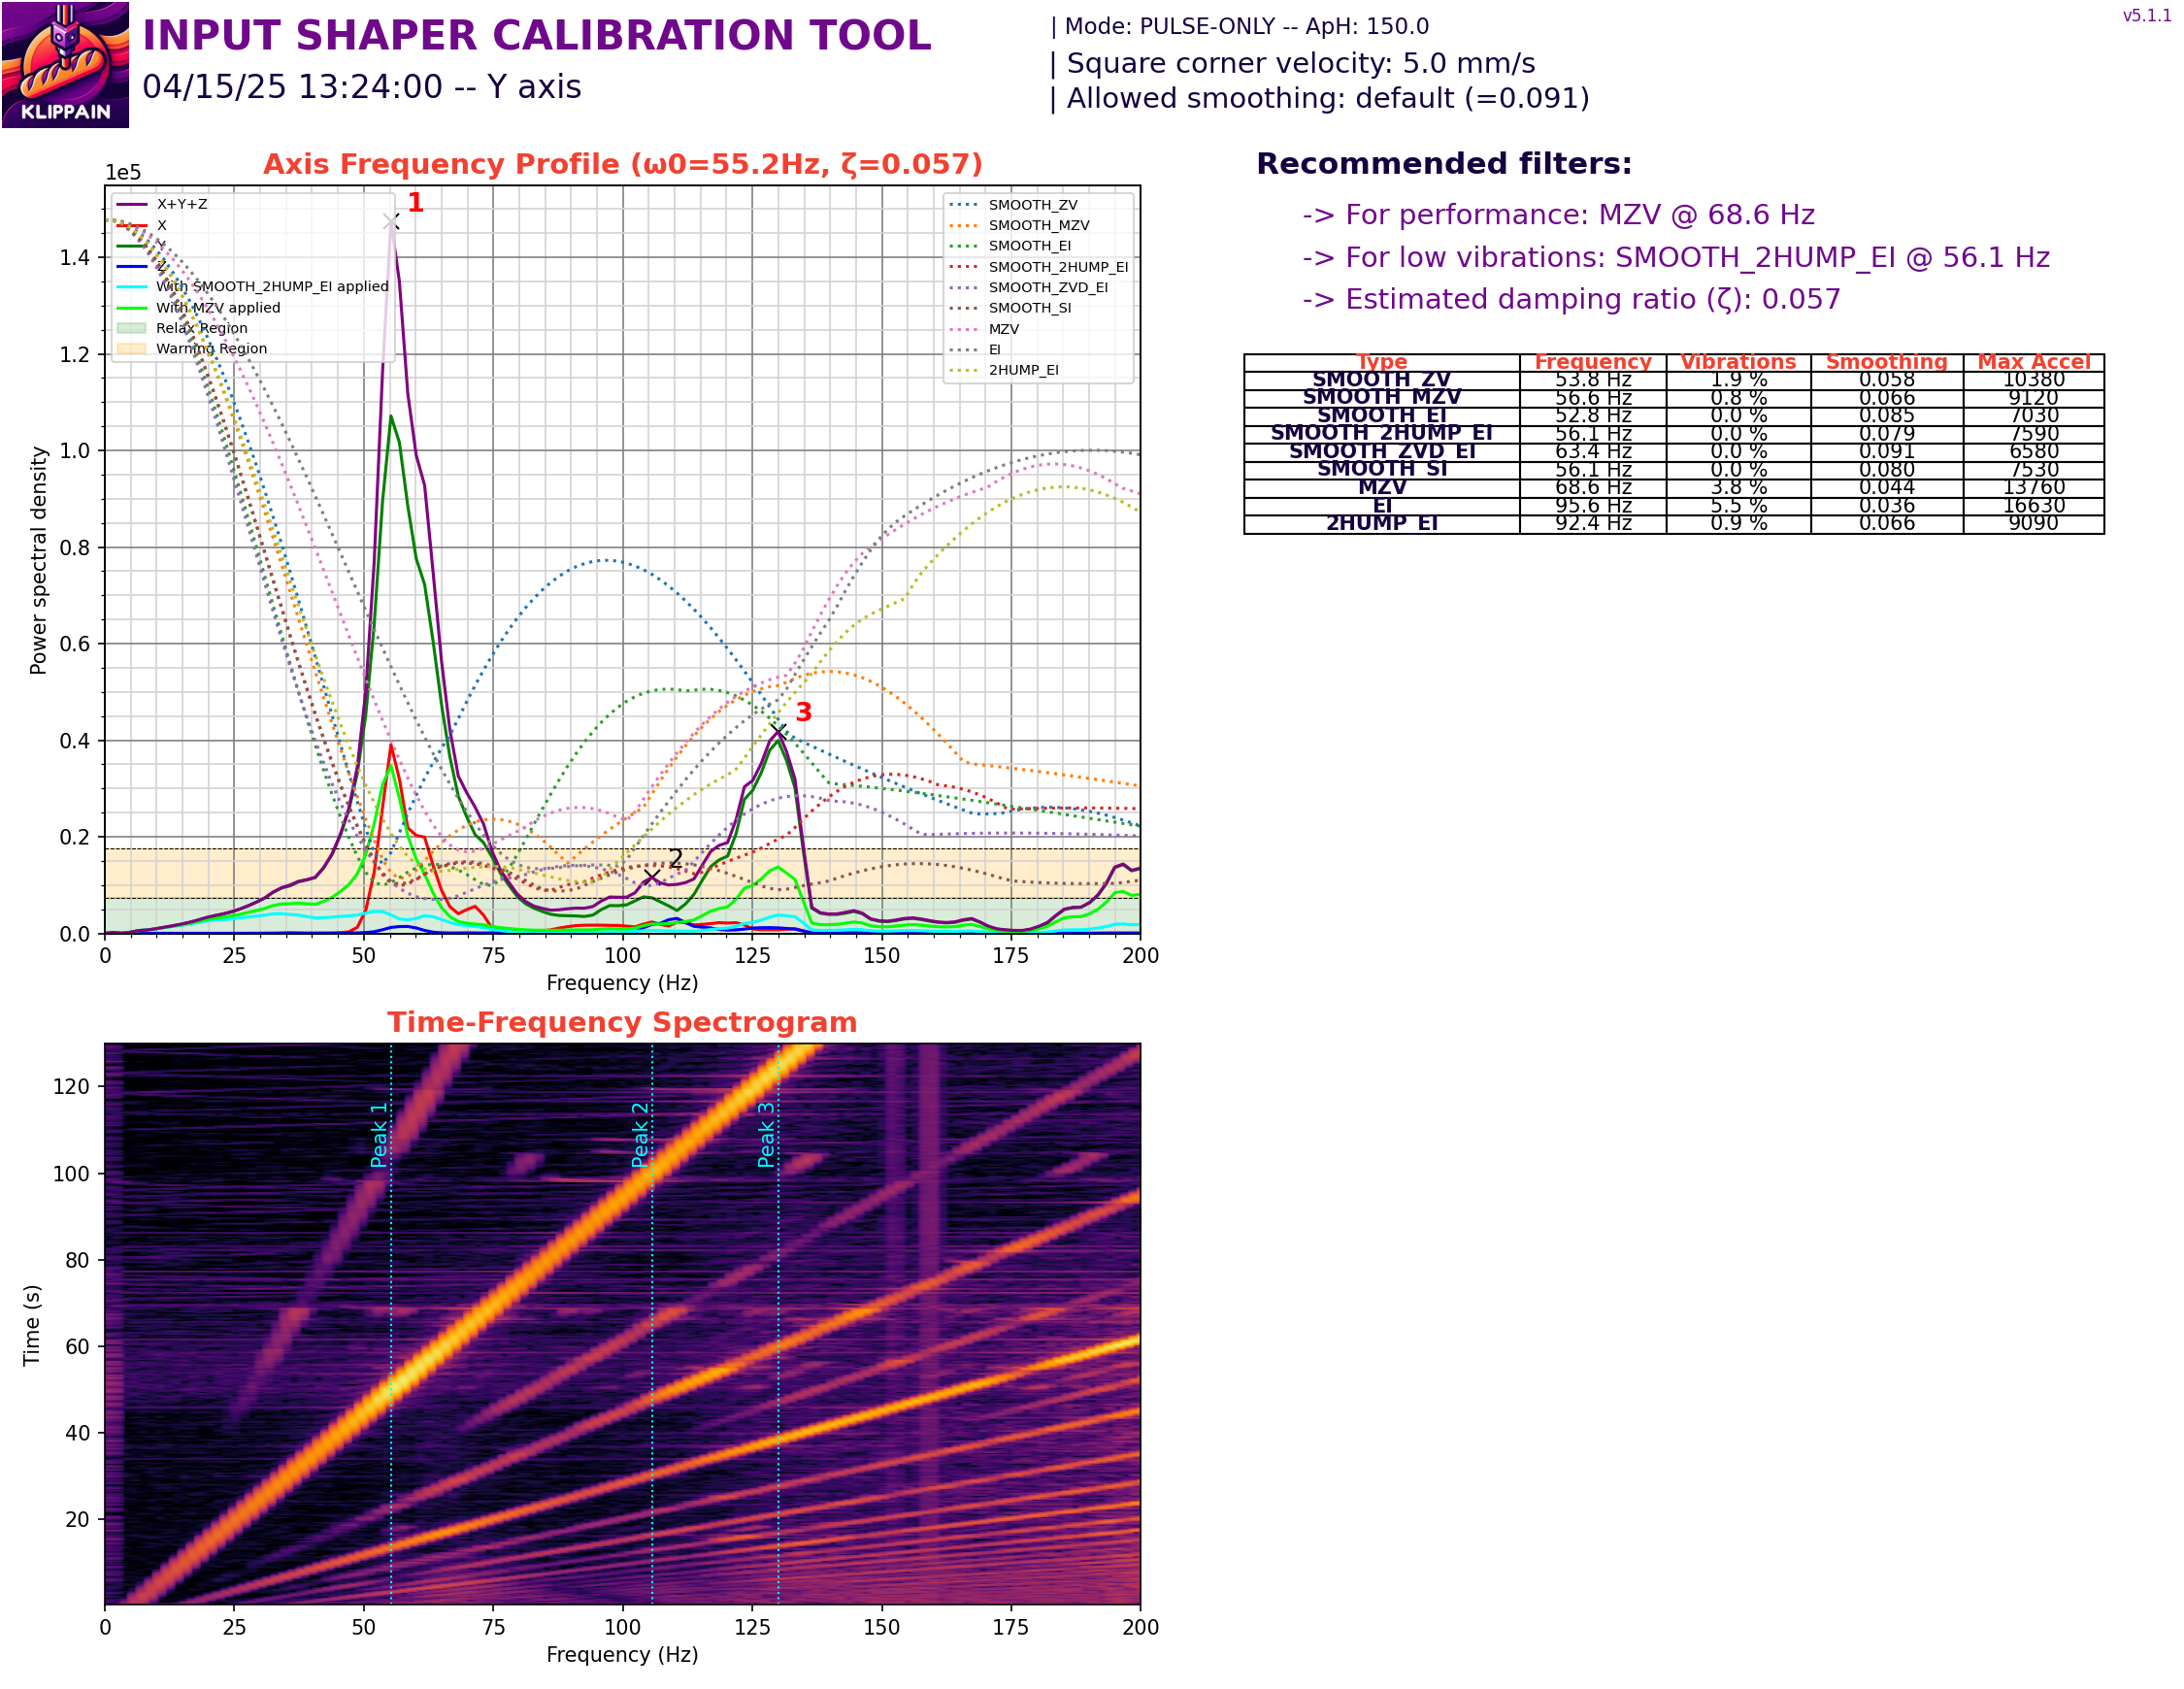 v5.1.1
INPUT SHAPER CALIBRATION TOOL
04/15/25 13:24:00 -- Y axis
KLIPPAIN
| Mode: PULSE-ONLY -- ApH: 150.0
| Square corner velocity: 5.0 mm/s
| Allowed smoothing: default (=0.091)
Axis Frequency Profile (ω0=55.2Hz, ζ=0.057)
1e5
X+Y+Z
X
Y
Z
With SMOOTH_2HUMP_EI applied
With MZV applied
Relax Region
Warning Region
SMOOTH_ZV
SMOOTH_MZV
SMOOTH_EI
SMOOTH_2HUMP_EI
SMOOTH_ZVD_EI
SMOOTH_SI
MZV
EI
2HUMP_EI
1
2
3
1.4
1.2
1.0
0.8
0.6
0.4
0.2
0.0
Power spectral density
0 25 50 75 100 125 150 175 200
Frequency (Hz)
Recommended filters:
-> For performance: MZV @ 68.6 Hz
-> For low vibrations: SMOOTH_2HUMP_EI @ 56.1 Hz
-> Estimated damping ratio (ζ): 0.057
Type Frequency Vibrations Smoothing Max Accel
SMOOTH_ZV 53.8 Hz 1.9 % 0.058 10380
SMOOTH_MZV 56.6 Hz 0.8 % 0.066 9120
SMOOTH_EI 52.8 Hz 0.0 % 0.085 7030
SMOOTH_2HUMP_EI 56.1 Hz 0.0 % 0.079 7590
SMOOTH_ZVD_EI 63.4 Hz 0.0 % 0.091 6580
SMOOTH_SI 56.1 Hz 0.0 % 0.080 7530
MZV 68.6 Hz 3.8 % 0.044 13760
EI 95.6 Hz 5.5 % 0.036 16630
2HUMP_EI 92.4 Hz 0.9 % 0.066 9090
Time-Frequency Spectrogram
Peak 1
Peak 2
Peak 3
120
100
80
60
40
20
Time (s)
0 25 50 75 100 125 150 175 200
Frequency (Hz)